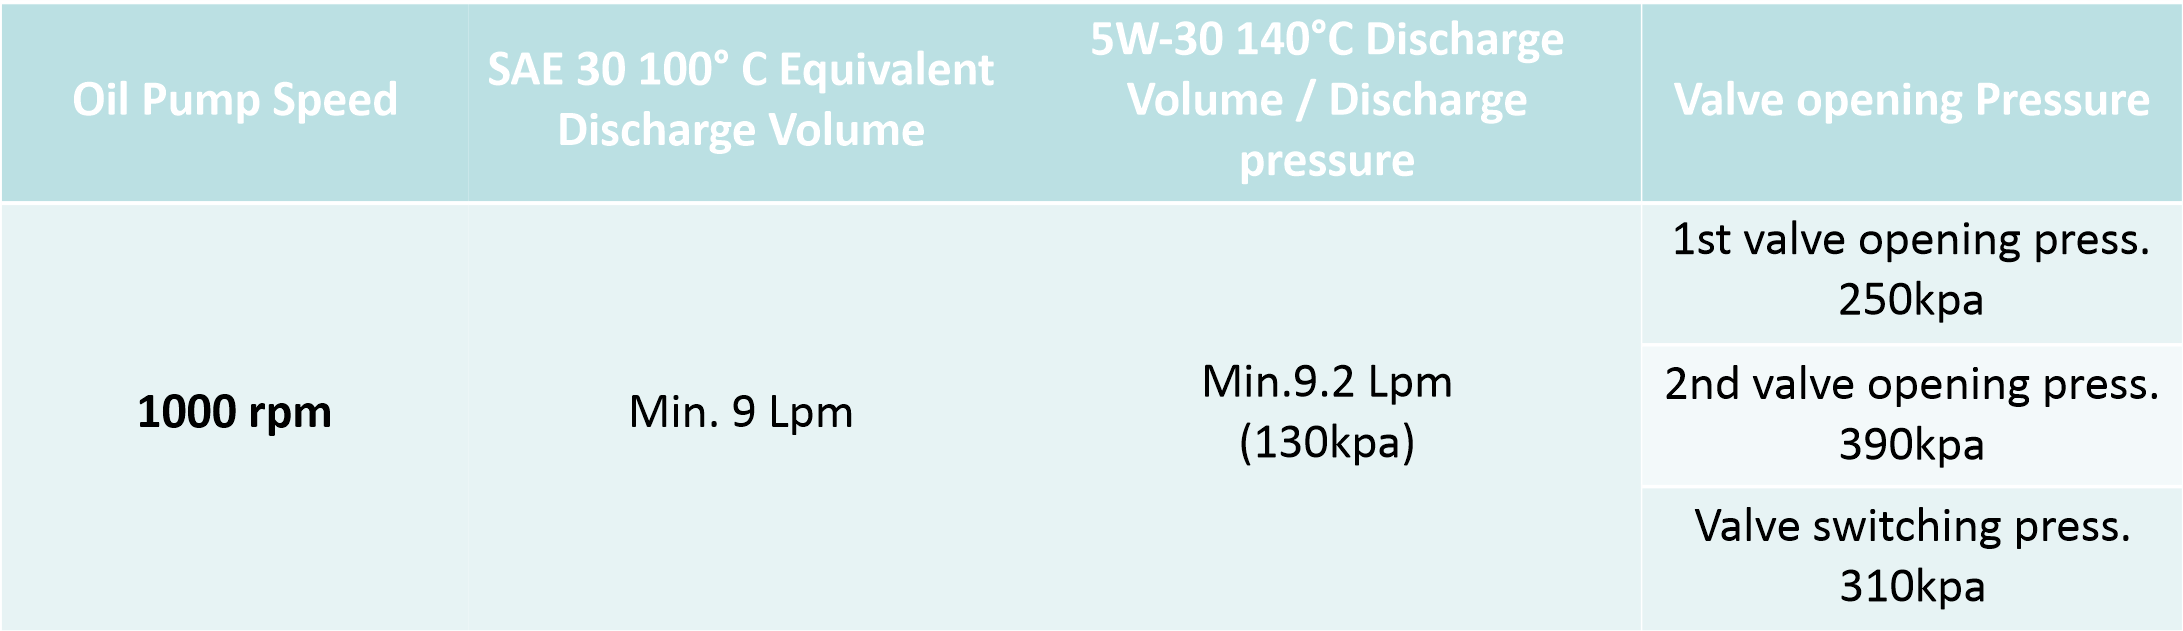 Oil Pump Speed
SAE 30 100° C Equivalent
Discharge Volume
5W-30 140°C Discharge
Volume / Discharge
pressure
Valve opening Pressure
1000 rpm
Min. 9 Lpm
Min.9.2 Lpm
(130kpa)
1st valve opening press.
250kpa
2nd valve opening press.
390kpa
Valve switching press.
310kpa